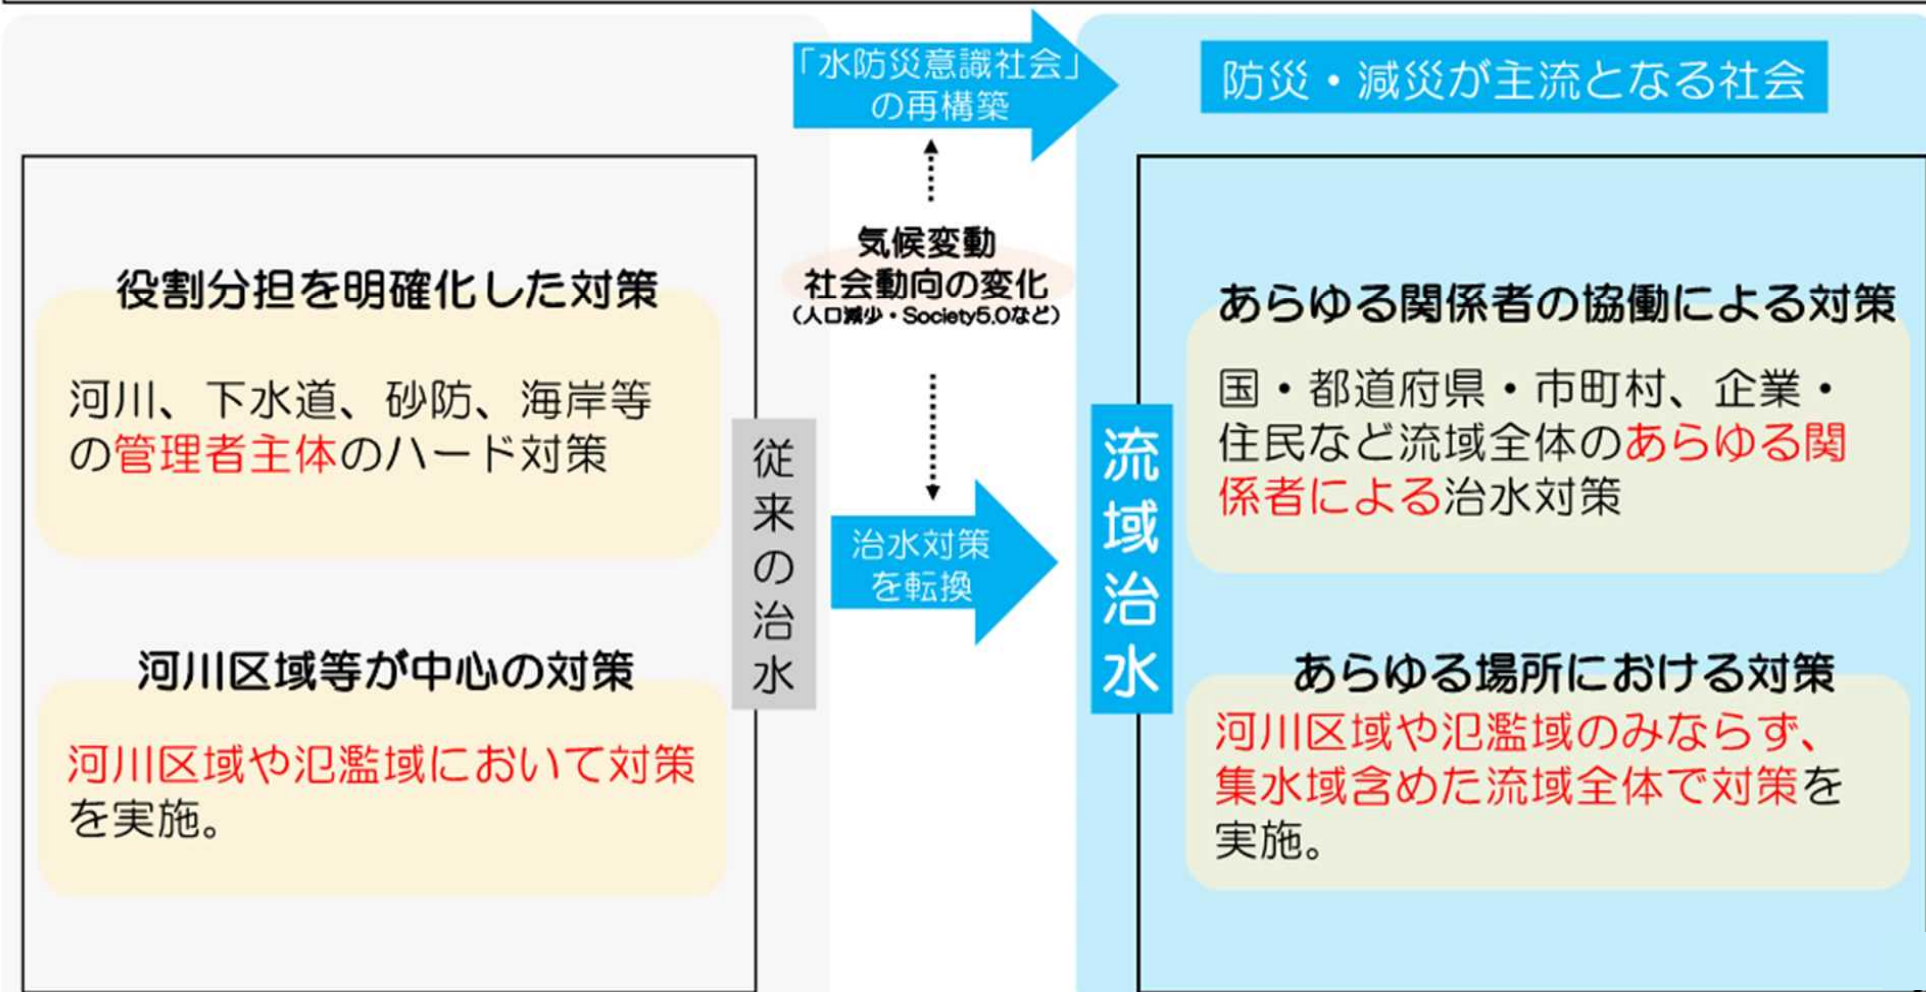 「水防災意識社会」
の再構築
防災・減災が主流となる社会
気候変動
社会動向の変化
（人口減少・Society5.0など）
役割分担を明確化した対策
河川、下水道、砂防、海岸等
の管理者主体のハード対策
河川区域等が中心の対策
河川区域や氾濫域において対策
を実施。
従来の治水
治水対策
を転換
流域治水
あらゆる関係者の協働による対策
国・都道府県・市町村、企業・
住民など流域全体のあらゆる関
係者による治水対策
あらゆる場所における対策
河川区域や氾濫域のみならず、
集水域含めた流域全体で対策を
実施。